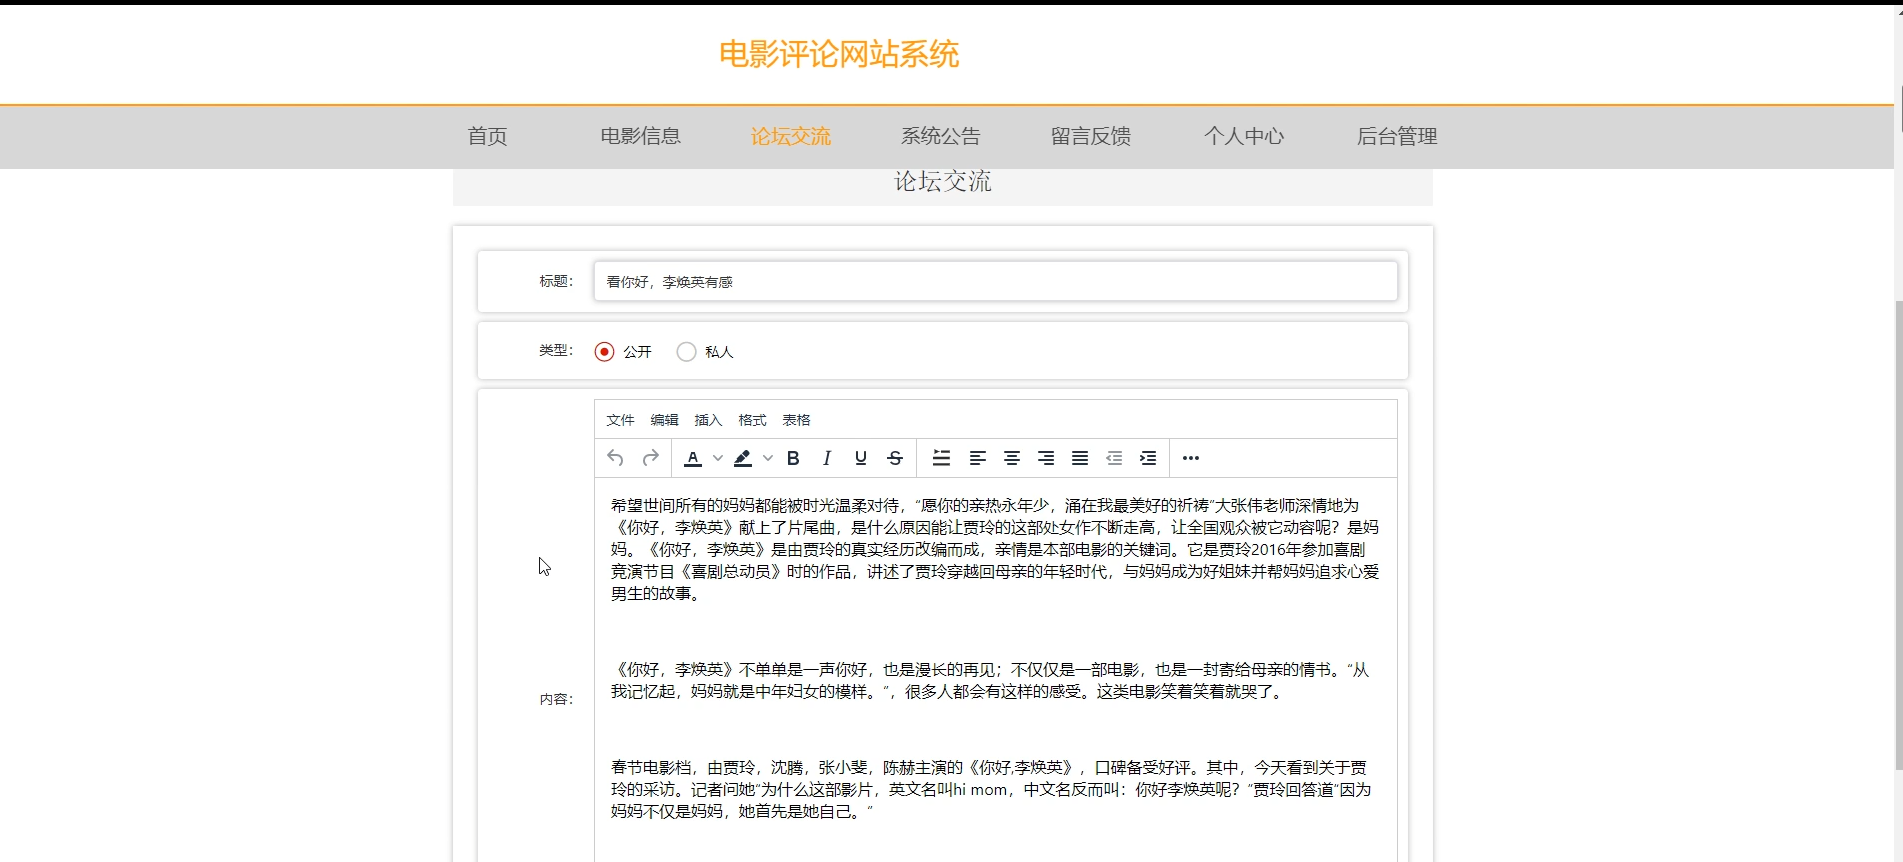 电影评论网站系统
首页 电影信息 论坛交流 系统公告 留言反馈 个人中心 后台管理
论坛交流
标题： 看你好，李焕英有感
类型： 公开 私人
文件 编辑 插入 格式 表格
A B I U S
希望世间所有的妈妈都能被时光温柔对待，“愿你的亲热永年少，涌在我最美好的祈祷”大张伟老师深情地为
《你好，李焕英》献上了片尾曲，是什么原因能让贾玲的这部处女作不断走高，让全国观众被它动容呢？是妈
妈。《你好，李焕英》是由贾玲的真实经历改编而成，亲情是本部电影的关键词。它是贾玲2016年参加喜剧
竞演节目《喜剧总动员》时的作品，讲述了贾玲穿越回母亲的年轻时代，与妈妈成为好姐妹并帮妈妈追求心爱
男生的故事。
《你好，李焕英》不单单是一声你好，也是漫长的再见；不仅仅是一部电影，也是一封寄给母亲的情书。“从
我记忆起，妈妈就是中年妇女的模样。”，很多人都会有这样的感受。这类电影笑着笑着就哭了。
内容：
春节电影档，由贾玲，沈腾，张小斐，陈赫主演的《你好,李焕英》，口碑备受好评。其中，今天看到关于贾
玲的采访。记者问她“为什么这部影片，英文名叫hi mom，中文名反而叫：你好李焕英呢？”贾玲回答道“因为
妈妈不仅是妈妈，她首先是她自己。”